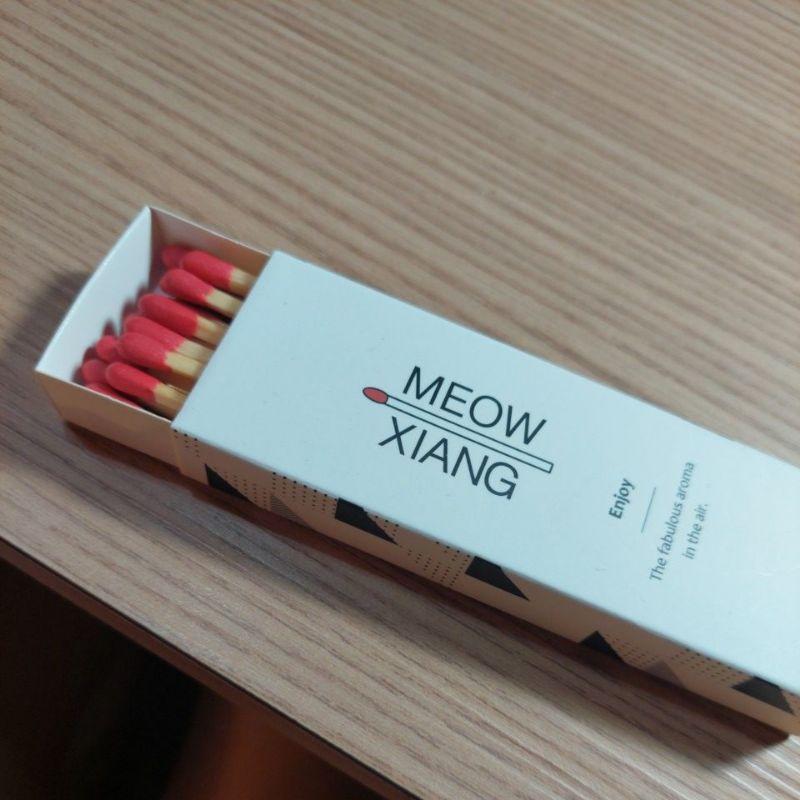 MEOW
XIANG
Enjoy
The fabulous aroma
in the air.